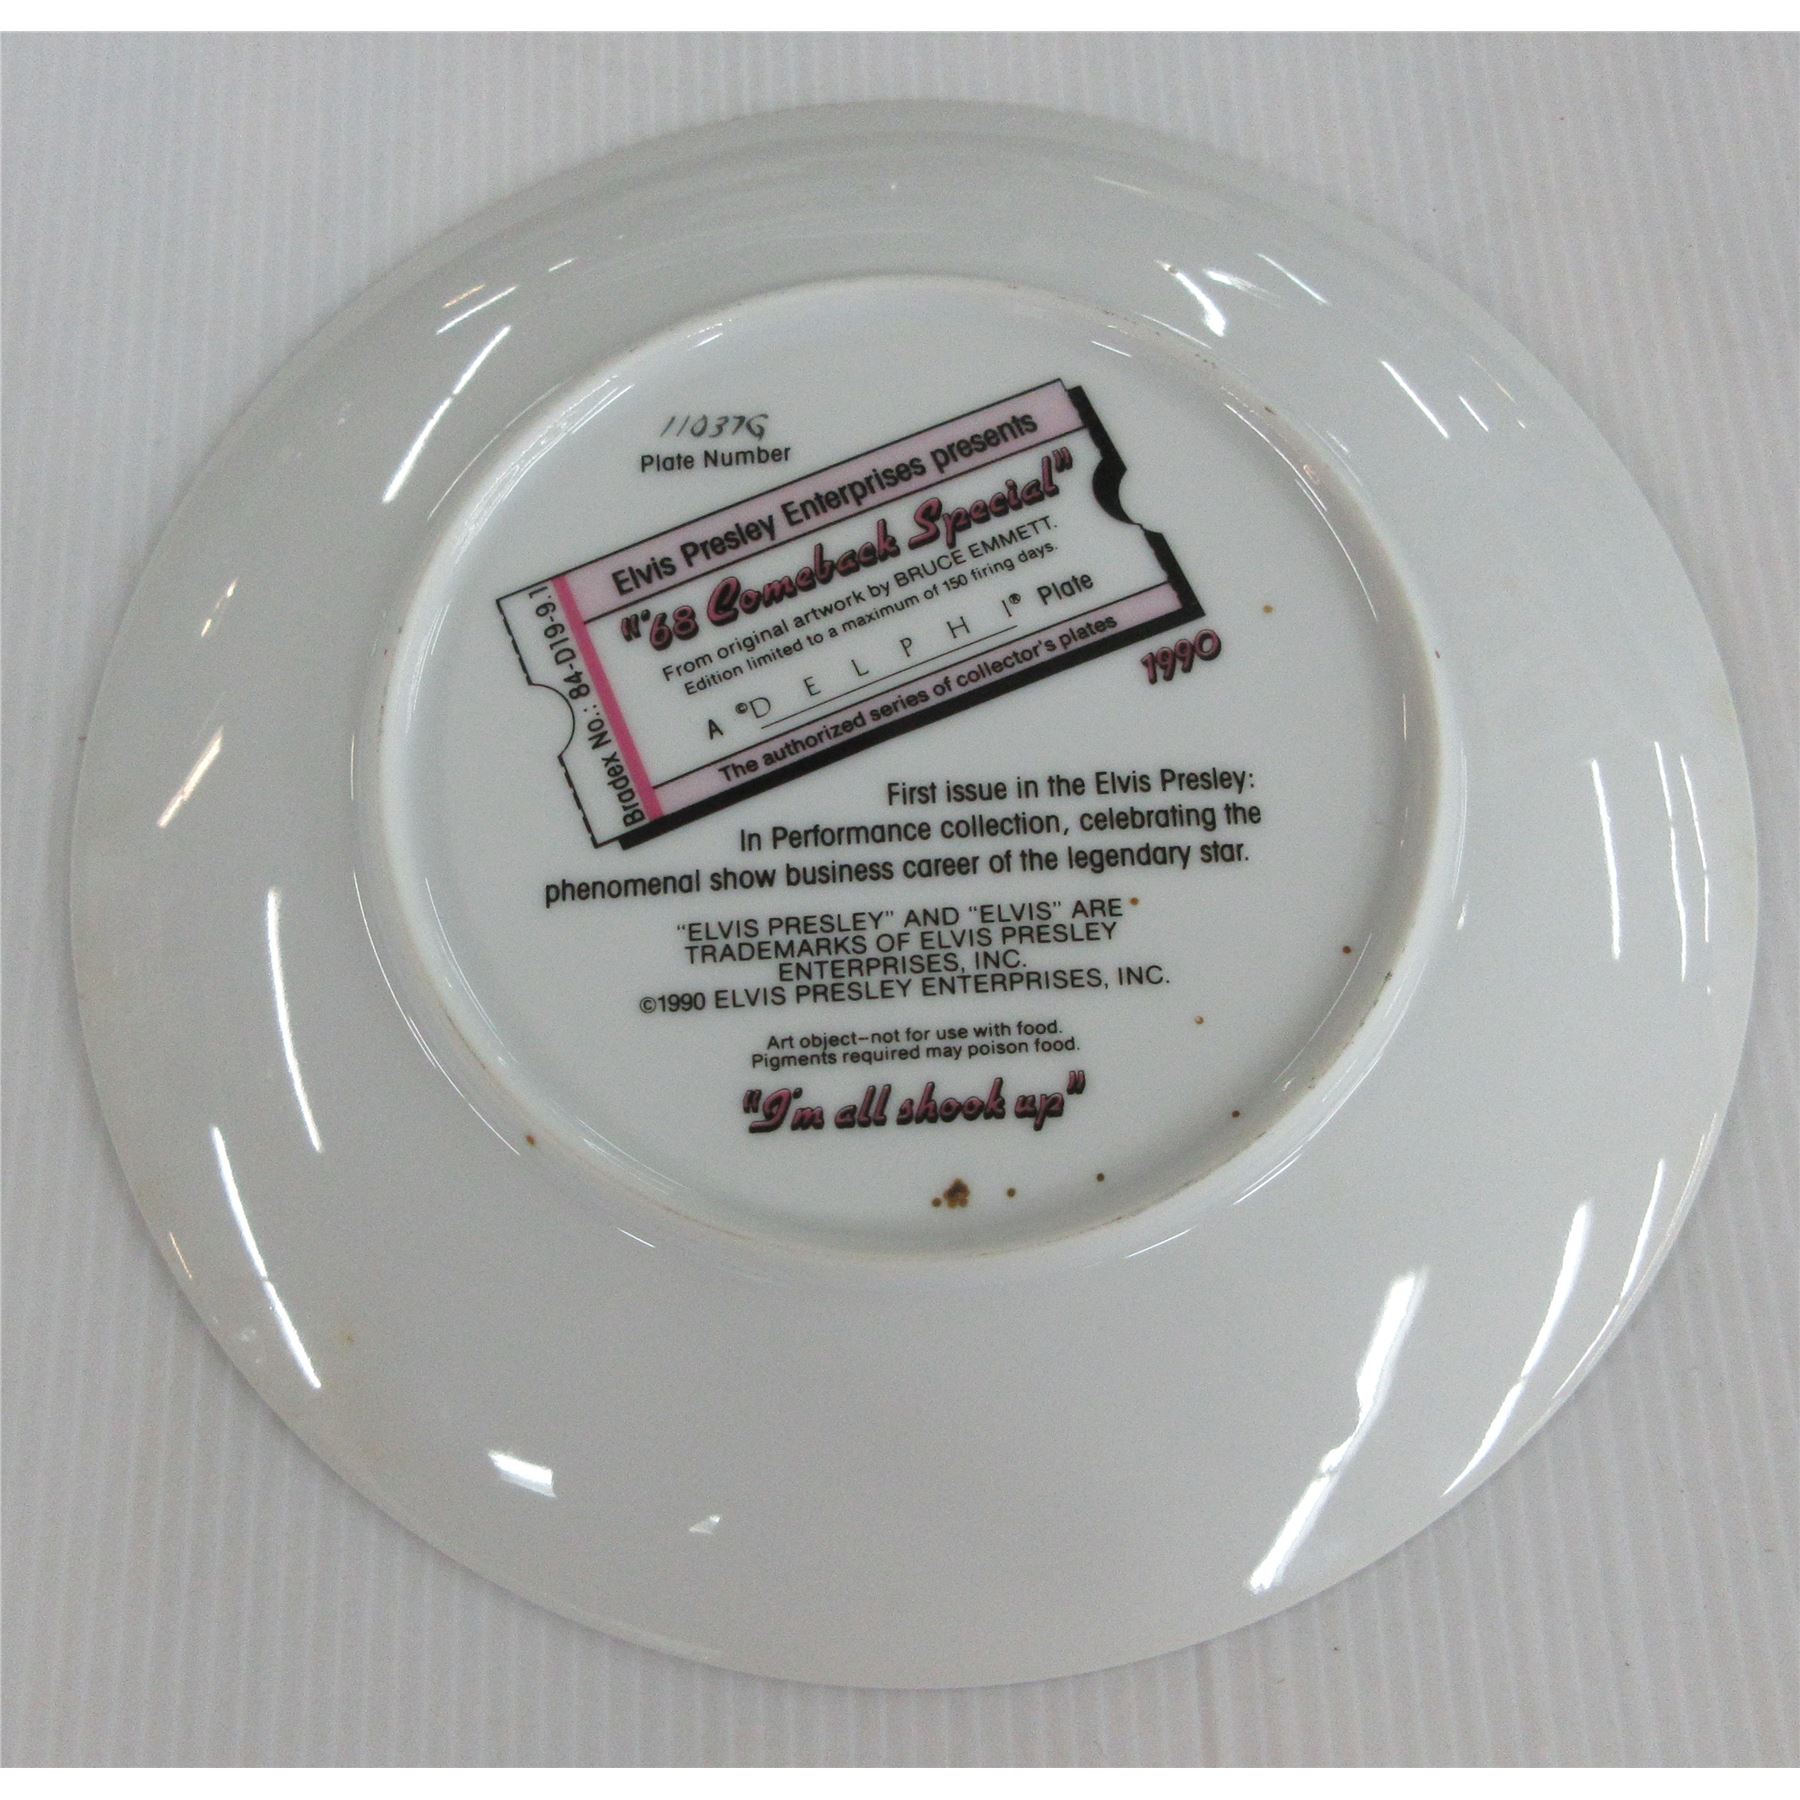 11037G
Plate Number
Elvis Presley Enterprises presents
"'68 Comeback Special"
From original artwork by BRUCE EMMETT.
Edition limited to a maximum of 150 firing days.
A ©DELPHI® Plate
The authorized series of collector's plates
Bradex No.: 84-D19-9.1
1990
First issue in the Elvis Presley:
In Performance collection, celebrating the
phenomenal show business career of the legendary star.
"ELVIS PRESLEY" AND "ELVIS" ARE
TRADEMARKS OF ELVIS PRESLEY
ENTERPRISES, INC.
©1990 ELVIS PRESLEY ENTERPRISES, INC.
Art object–not for use with food.
Pigments required may poison food.
"I'm all shook up"